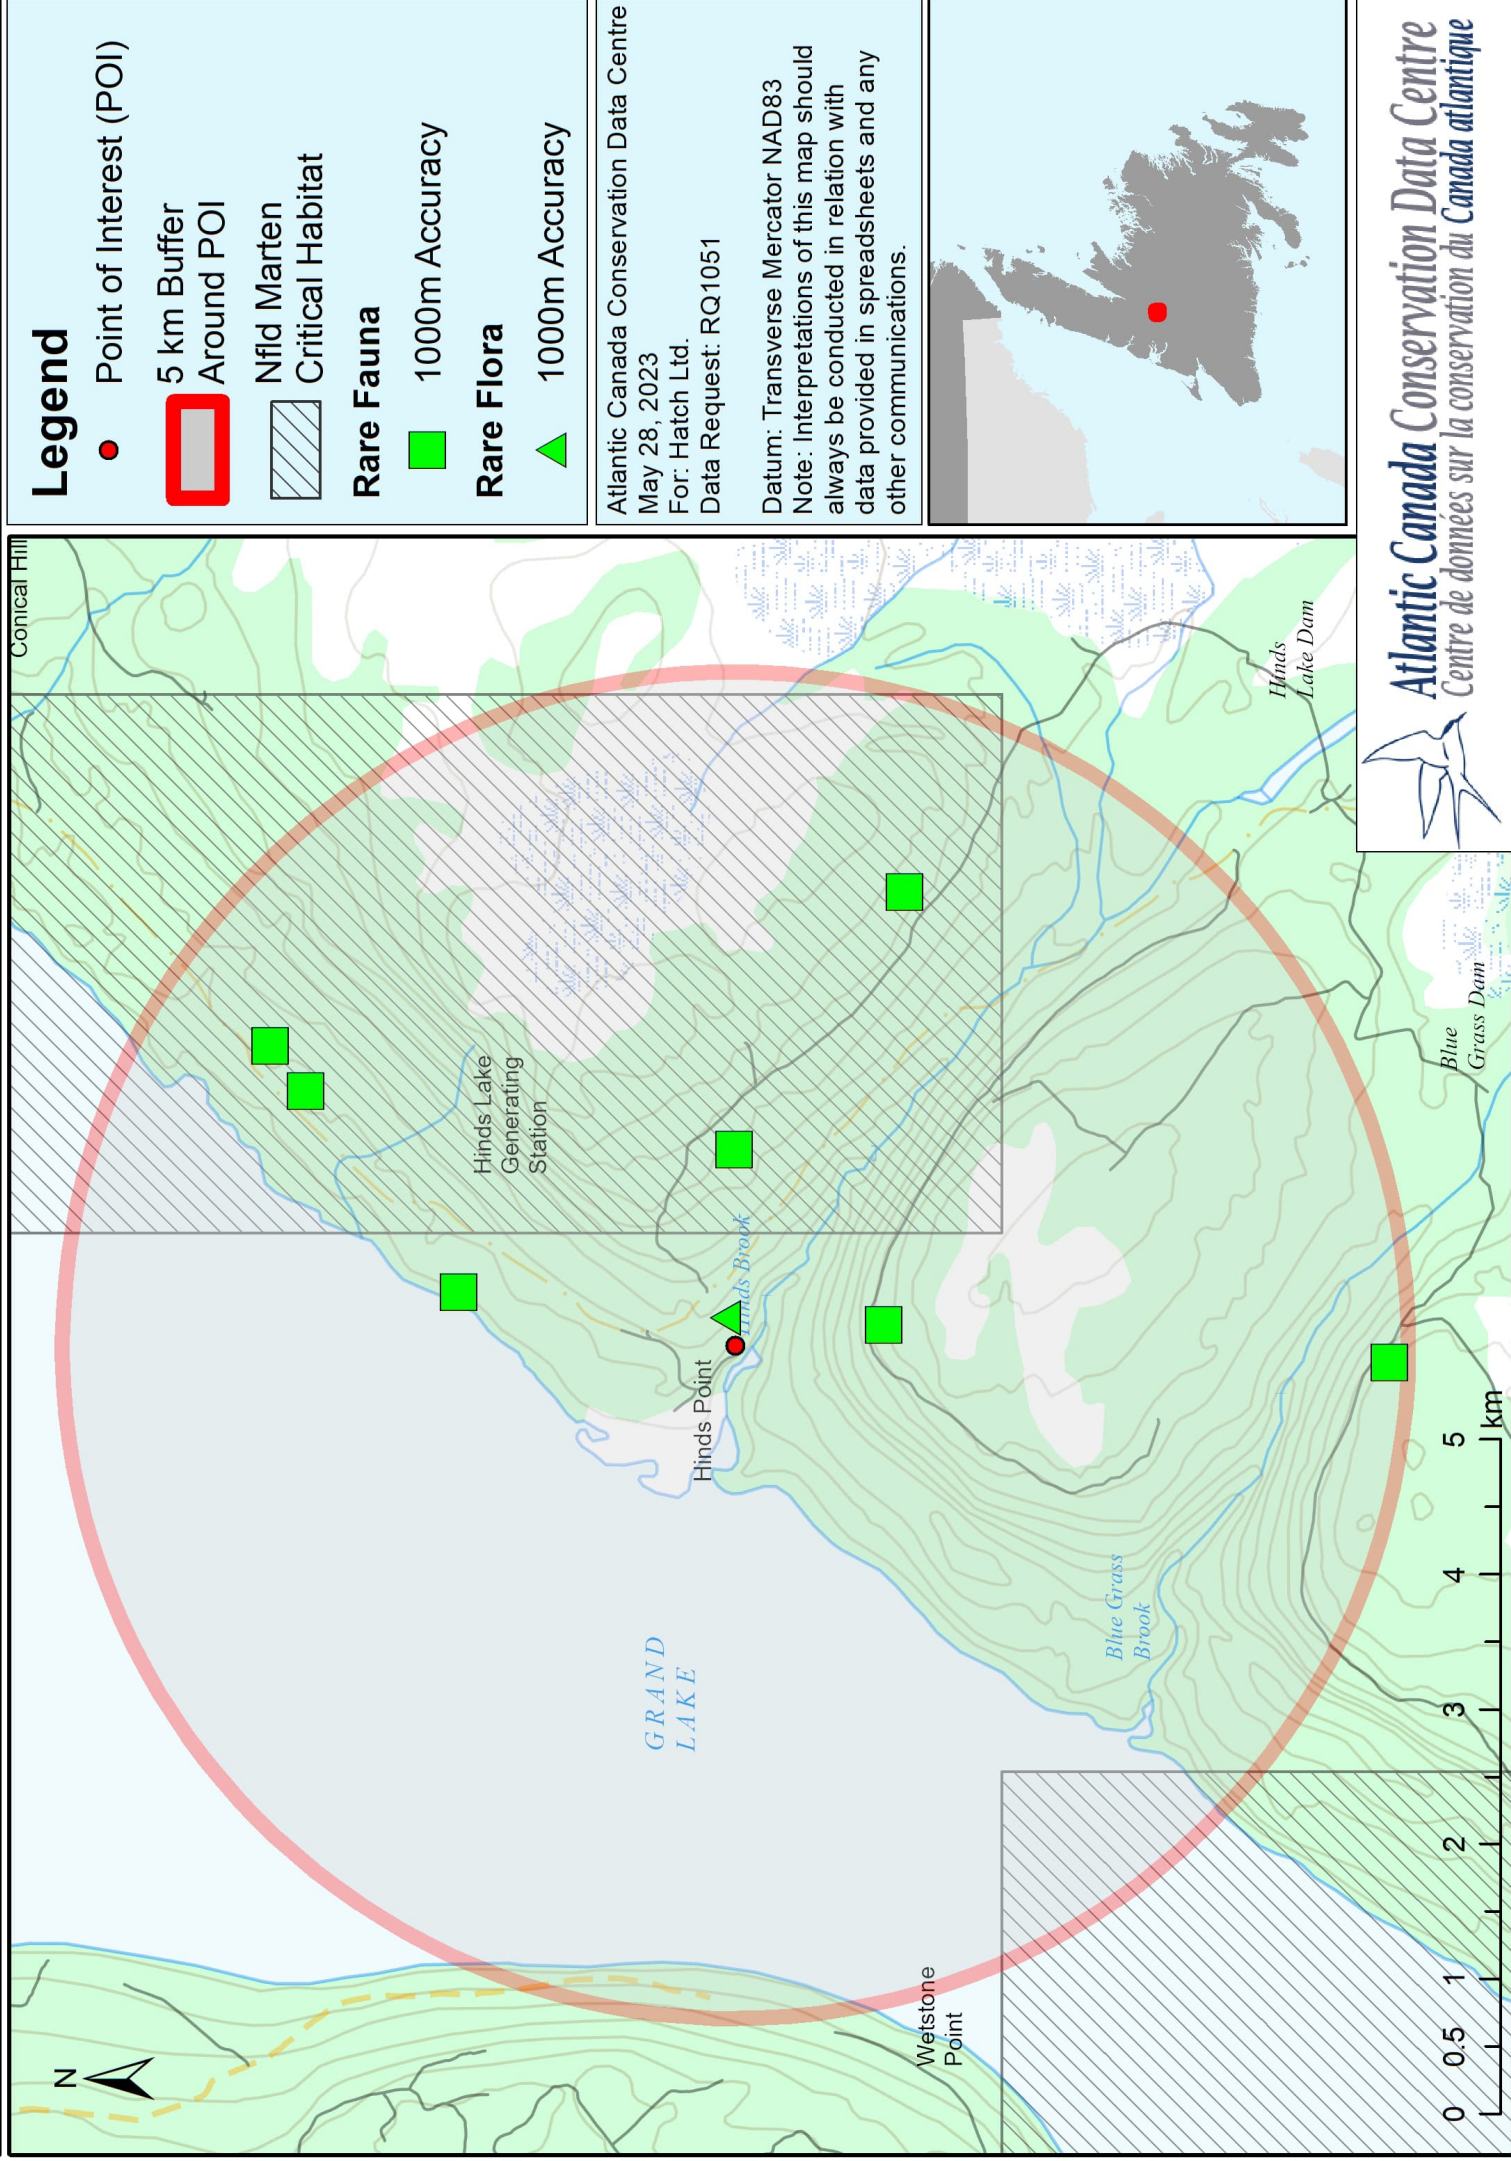 Conical Hill
Hinds Lake
Generating
Station
Hinds Brook
Hinds Point
GRAND
LAKE
Blue Grass
Brook
Wetstone
Point
Hinds
Lake Dam
Blue
Grass Dam
N
0 0.5 1 2 3 4 5
km
Legend
Point of Interest (POI)
5 km Buffer
Around POI
Nfld Marten
Critical Habitat
Rare Fauna
1000m Accuracy
Rare Flora
1000m Accuracy
Atlantic Canada Conservation Data Centre
May 28, 2023
For: Hatch Ltd.
Data Request: RQ1051
Datum: Transverse Mercator NAD83
Note: Interpretations of this map should
always be conducted in relation with
data provided in spreadsheets and any
other communications.
Atlantic Canada Conservation Data Centre
Centre de données sur la conservation du Canada atlantique